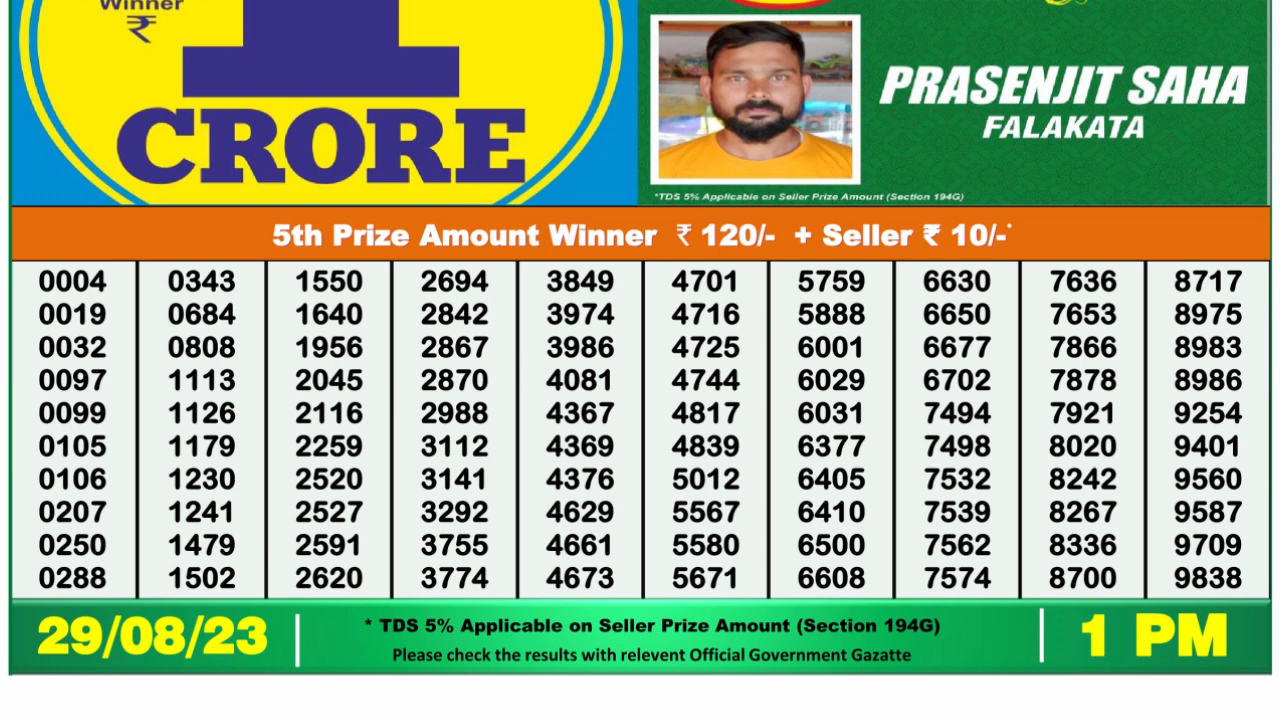 Winner
₹
1
CRORE
PRASENJIT SAHA
FALAKATA
*TDS 5% Applicable on Seller Prize Amount (Section 194G)
5th Prize Amount Winner ₹ 120/- + Seller ₹ 10/-*
0004 0343 1550 2694 3849 4701 5759 6630 7636 8717
0019 0684 1640 2842 3974 4716 5888 6650 7653 8975
0032 0808 1956 2867 3986 4725 6001 6677 7866 8983
0097 1113 2045 2870 4081 4744 6029 6702 7878 8986
0099 1126 2116 2988 4367 4817 6031 7494 7921 9254
0105 1179 2259 3112 4369 4839 6377 7498 8020 9401
0106 1230 2520 3141 4376 5012 6405 7532 8242 9560
0207 1241 2527 3292 4629 5567 6410 7539 8267 9587
0250 1479 2591 3755 4661 5580 6500 7562 8336 9709
0288 1502 2620 3774 4673 5671 6608 7574 8700 9838
29/08/23
* TDS 5% Applicable on Seller Prize Amount (Section 194G)
Please check the results with relevent Official Government Gazatte
1 PM